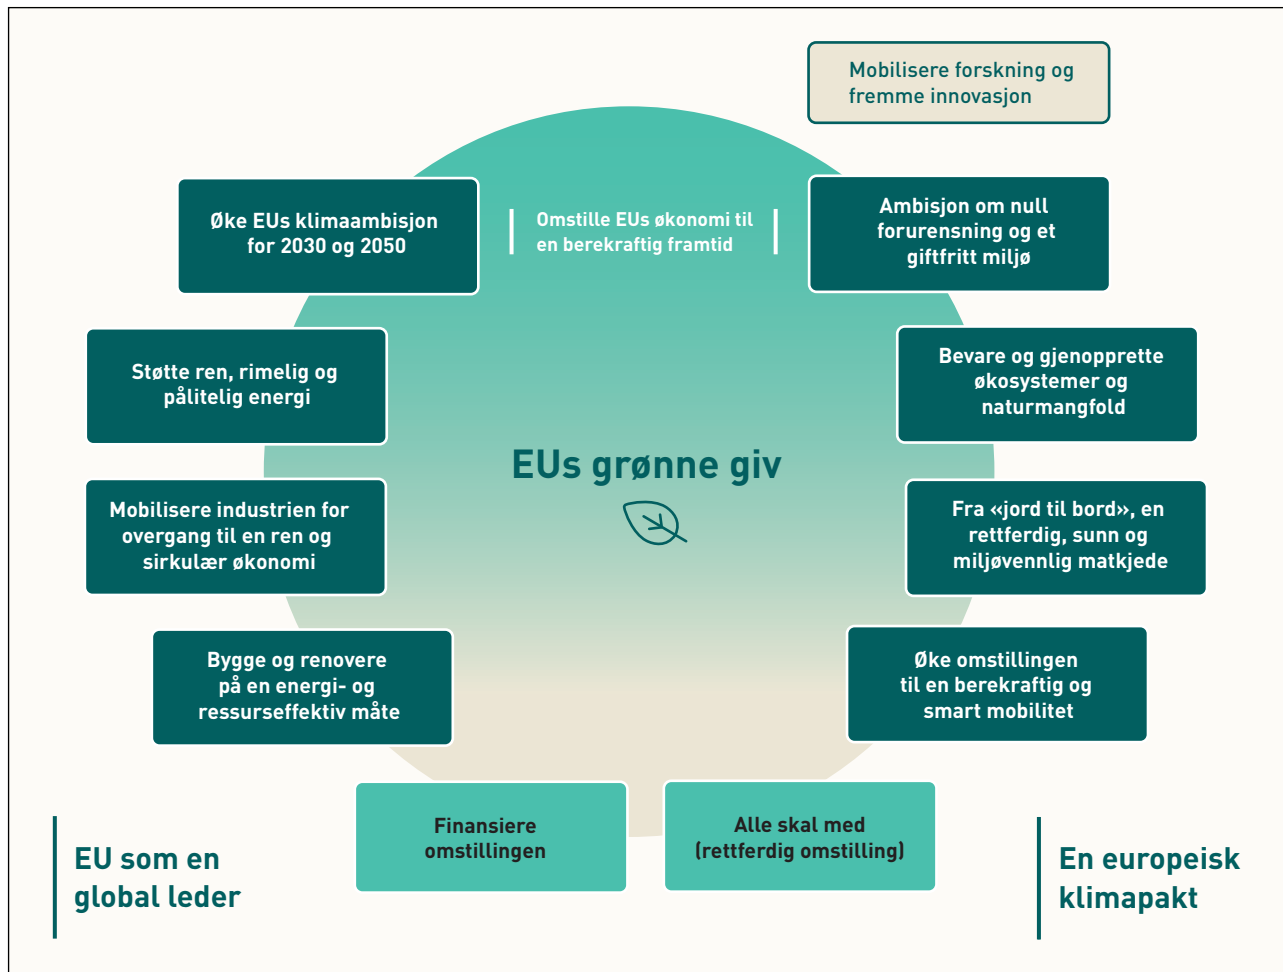 Mobilisere forskning og
fremme innovasjon
Øke EUs klimaambisjon
for 2030 og 2050
Omstille EUs økonomi til
en berekraftig framtid
Ambisjon om null
forurensning og et
giftfritt miljø
Støtte ren, rimelig og
pålitelig energi
Bevare og gjenopprette
økosystemer og
naturmangfold
EUs grønne giv
Mobilisere industrien for
overgang til en ren og
sirkulær økonomi
Fra «jord til bord», en
rettferdig, sunn og
miljøvennlig matkjede
Bygge og renovere
på en energi- og
ressurseffektiv måte
Øke omstillingen
til en berekraftig og
smart mobilitet
Finansiere
omstillingen
Alle skal med
(rettferdig omstilling)
EU som en
global leder
En europeisk
klimapakt